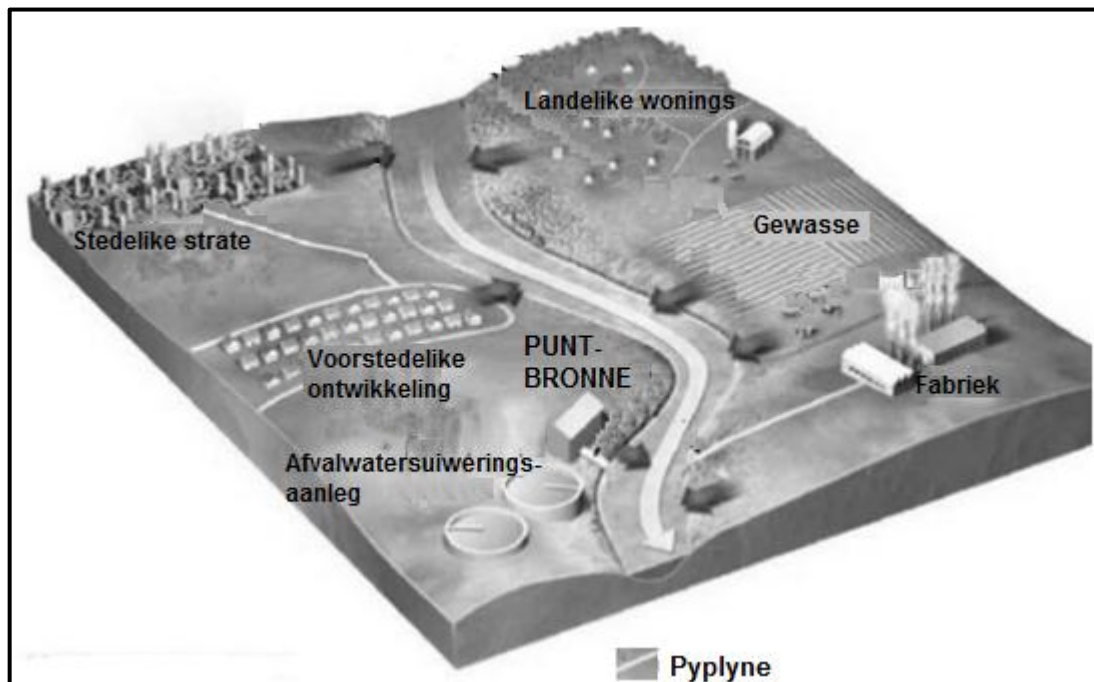 Landelike wonings
Stedelike strate
Gewasse
Voorstedelike
ontwikkeling
PUNT-
BRONNE
Fabriek
Afvalwatersuiwerings-
aanleg
Pyplyne